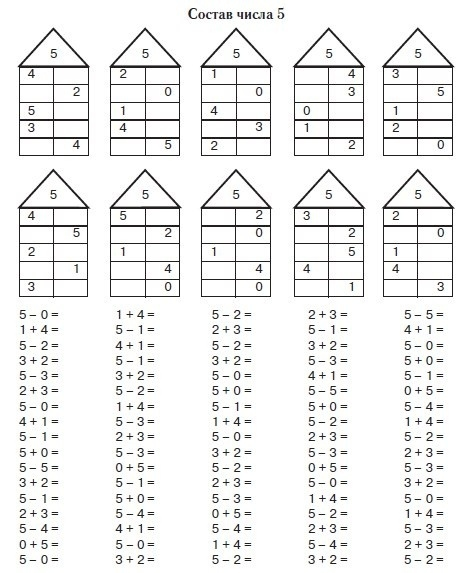 Состав числа 5
5 5 5 5 5
4 2 1 4 3
2 0 0 3 5
5 1 4 0 1
3 4 3 1 2
4 5 2 2 0
5 5 5 5 5
4 5 2 3 2
5 2 0 2 0
2 1 1 5 1
1 4 4 4 4
3 0 0 1 3
5 – 0 = 1 + 4 = 5 – 2 = 2 + 3 = 5 – 5 =
1 + 4 = 5 – 1 = 2 + 3 = 5 – 1 = 4 + 1 =
5 – 2 = 4 + 1 = 5 – 2 = 3 + 2 = 5 – 0 =
3 + 2 = 5 – 1 = 3 + 2 = 5 – 3 = 5 + 0 =
5 – 3 = 3 + 2 = 5 – 0 = 4 + 1 = 5 – 1 =
2 + 3 = 5 – 2 = 5 + 0 = 5 – 5 = 0 + 5 =
5 – 0 = 1 + 4 = 5 – 1 = 5 + 0 = 5 – 4 =
4 + 1 = 5 – 3 = 1 + 4 = 5 – 2 = 1 + 4 =
5 – 1 = 2 + 3 = 5 – 0 = 2 + 3 = 5 – 2 =
5 + 0 = 5 – 3 = 3 + 2 = 5 – 3 = 2 + 3 =
5 – 5 = 0 + 5 = 5 – 2 = 0 + 5 = 5 – 3 =
3 + 2 = 5 – 1 = 2 + 3 = 5 – 0 = 3 + 2 =
5 – 1 = 5 + 0 = 5 – 3 = 1 + 4 = 5 – 0 =
2 + 3 = 5 – 4 = 0 + 5 = 5 – 2 = 1 + 4 =
5 – 4 = 4 + 1 = 5 – 4 = 2 + 3 = 5 – 3 =
0 + 5 = 5 – 0 = 1 + 4 = 5 – 4 = 2 + 3 =
5 – 0 = 3 + 2 = 5 – 2 = 3 + 2 = 5 – 2 =